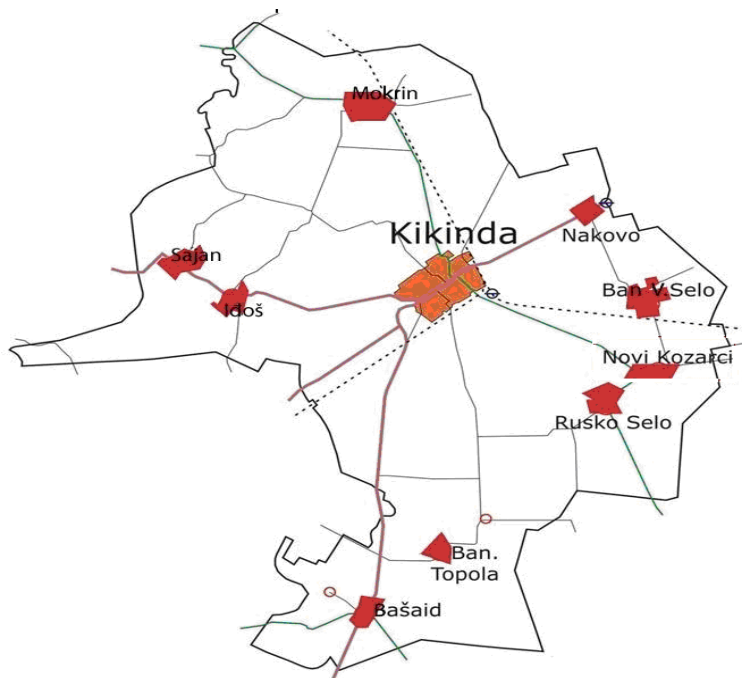 Mokrin
Kikinda
Nakovo
Sajan
Iđoš
Ban V.Selo
Novi Kozarci
Rusko Selo
Ban.
Topola
Bašaid